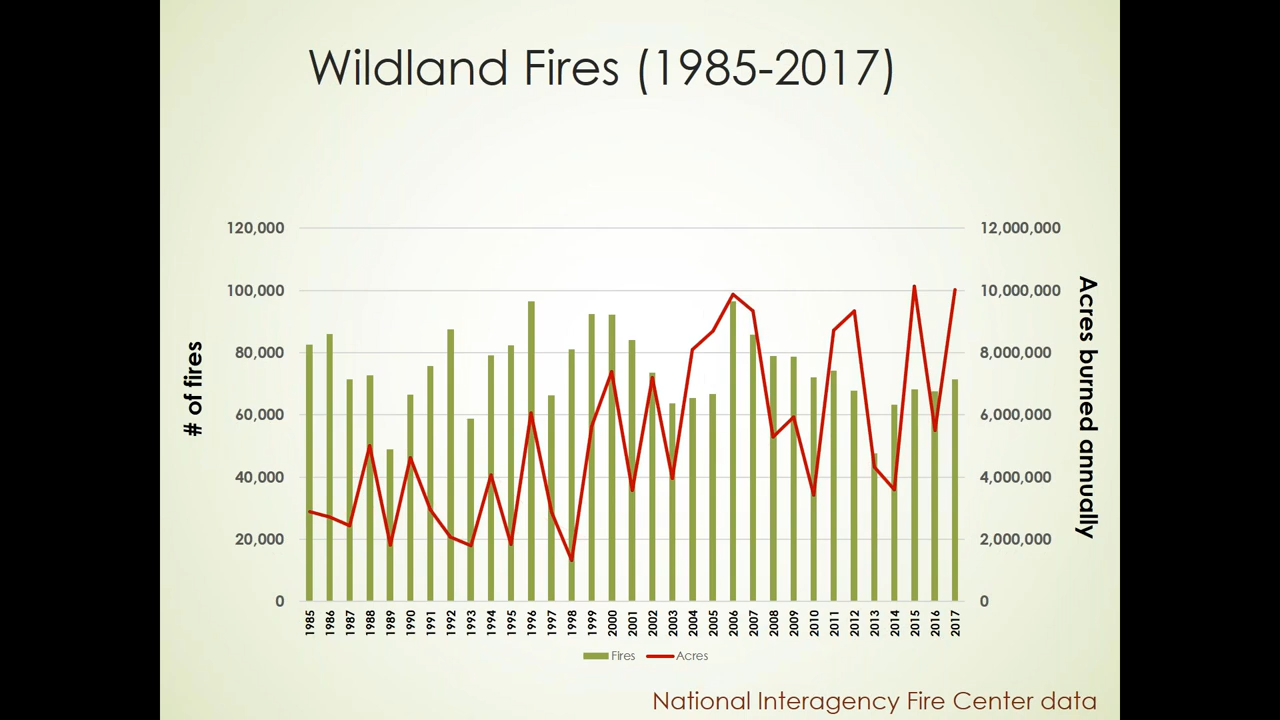 Wildland Fires (1985-2017)
120,000
100,000
80,000
60,000
40,000
20,000
0
# of fires
12,000,000
10,000,000
8,000,000
6,000,000
4,000,000
2,000,000
0
Acres burned annually
1985 1986 1987 1988 1989 1990 1991 1992 1993 1994 1995 1996 1997 1998 1999 2000 2001 2002 2003 2004 2005 2006 2007 2008 2009 2010 2011 2012 2013 2014 2015 2016 2017
Fires Acres
National Interagency Fire Center data